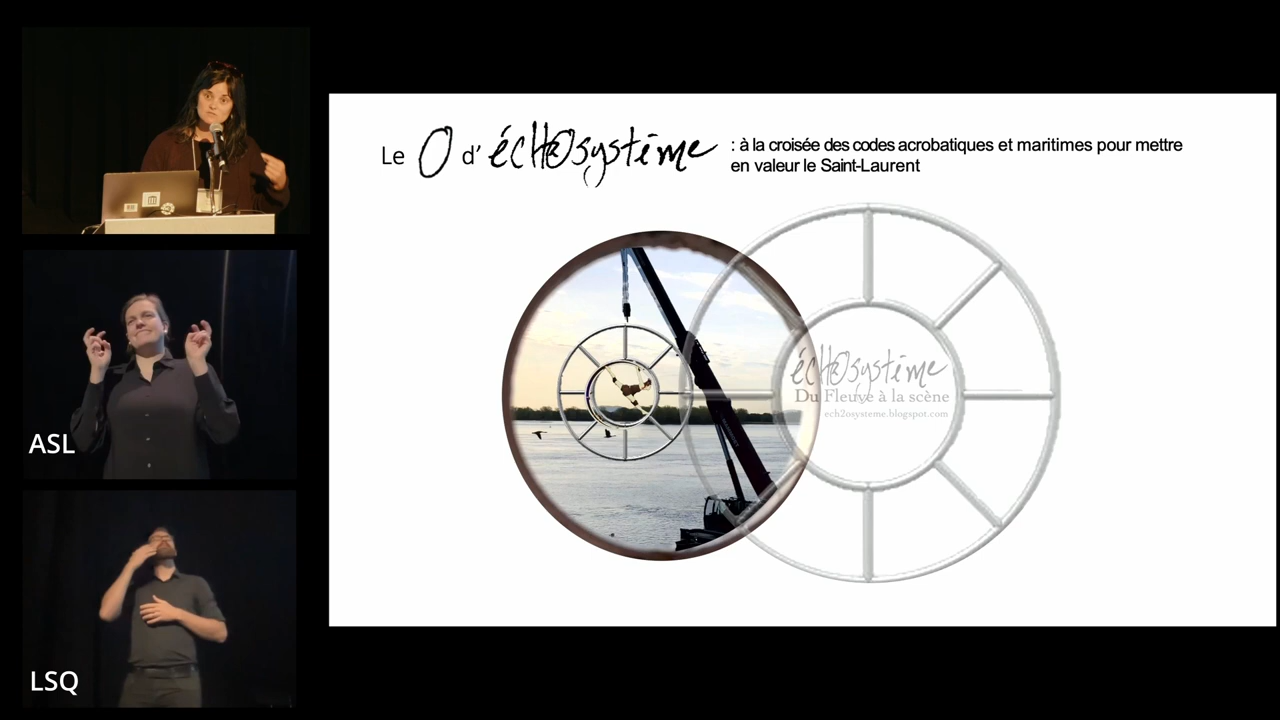 Le O d' écH2Osystème : à la croisée des codes acrobatiques et maritimes pour mettre
en valeur le Saint-Laurent
écH2Osystème
Du Fleuve à la scène
ech2osysteme.blogspot.com
ASL
LSQ